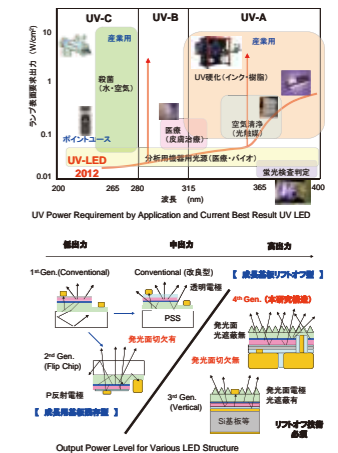 UV-C UV-B UV-A
ランプ表面要求出力 (W/cm²)
10
1
0.1
0.01
産業用
殺菌
(水・空気)
ポイントユース
UV-LED
2012
産業用
UV硬化(インク・樹脂)
医療
(皮膚治療)
空気清浄
(光触媒)
分析用機器用光源(医療・バイオ)
蛍光検査判定
200 265 280 315 365 400
波長 (nm)
UV Power Requirement by Application and Current Best Result UV LED
低出力 中出力 高出力
1st Gen.(Conventional)
Conventional (改良型)
透明電極
PSS
発光面切欠有
2nd Gen.
(Flip Chip)
P反射電極
【 成長用基板残存型 】
【 成長基板リフトオフ型 】
4th Gen. (本研究構造)
発光面
光遮蔽無
発光面切欠無
3rd Gen.
(Vertical)
発光面電極
光遮蔽有
Si基板等
リフトオフ技術
必須
Output Power Level for Various LED Structure